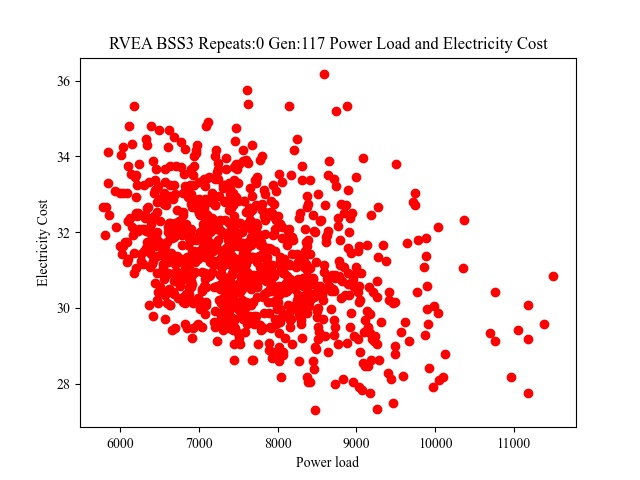 RVEA BSS3 Repeats:0 Gen:117 Power Load and Electricity Cost
36
34
32
30
28
Electricity Cost
6000 7000 8000 9000 10000 11000
Power load